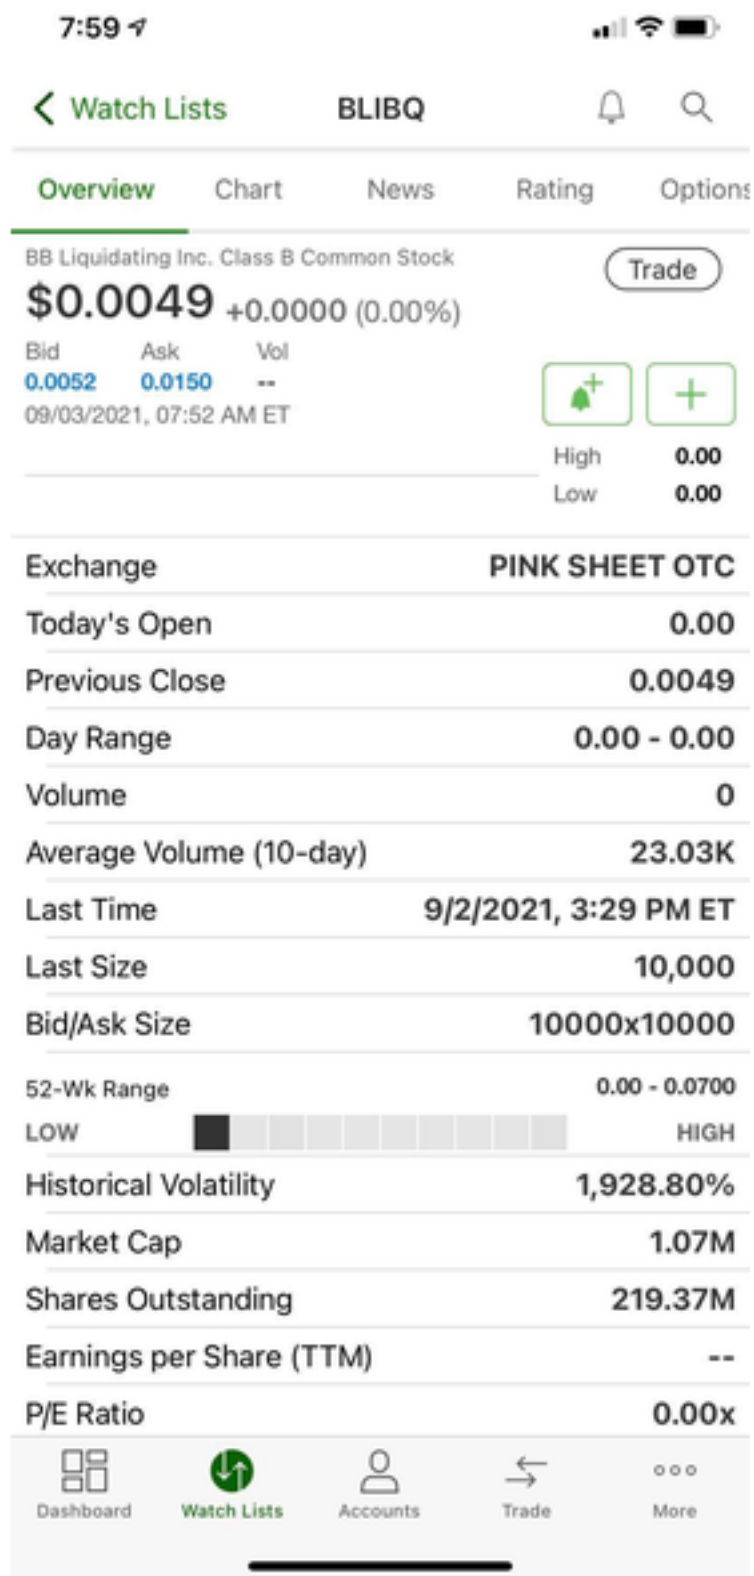 7:59
Watch Lists BLIBQ
Overview Chart News Rating Options
BB Liquidating Inc. Class B Common Stock
Trade
$0.0049 +0.0000 (0.00%)
Bid Ask Vol
0.0052 0.0150 --
09/03/2021, 07:52 AM ET
High 0.00
Low 0.00
Exchange PINK SHEET OTC
Today's Open 0.00
Previous Close 0.0049
Day Range 0.00 - 0.00
Volume 0
Average Volume (10-day) 23.03K
Last Time 9/2/2021, 3:29 PM ET
Last Size 10,000
Bid/Ask Size 10000x10000
52-Wk Range 0.00 - 0.0700
LOW HIGH
Historical Volatility 1,928.80%
Market Cap 1.07M
Shares Outstanding 219.37M
Earnings per Share (TTM) --
P/E Ratio 0.00x
Dashboard Watch Lists Accounts Trade More